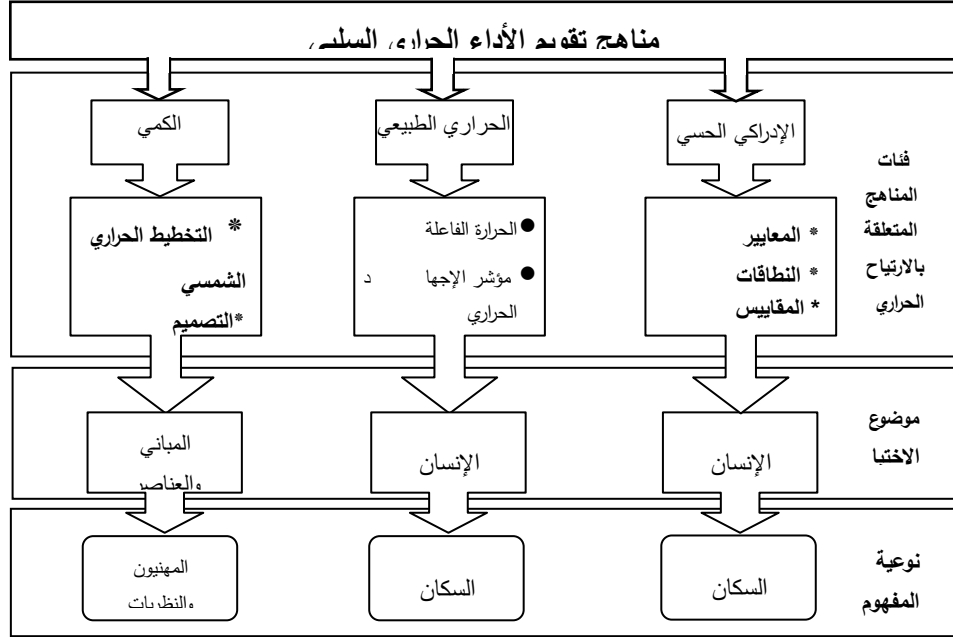 مناهج تقويم الأداء الحراري السلبي
الإدراكي الحسي
الحراري الطبيعي
الكمي
فئات
المناهج
المتعلقة
بالارتياح
الحراري
* المعايير
* النطاقات
* المقاييس
● الحرارة الفاعلة
● مؤشر الإجها د
الحراري
* التخطيط الحراري
الشمسي
*التصميم
موضوع
الاختبا
الإنسان
الإنسان
المباني
والعناصر
نوعية
المفهوم
السكان
السكان
المهنيون
والنظريات